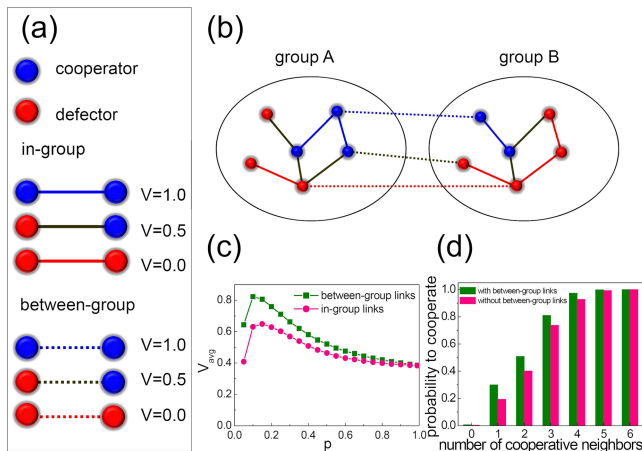 (a)
cooperator
defector
in-group
V=1.0
V=0.5
V=0.0
between-group
V=1.0
V=0.5
V=0.0
(b)
group A
group B
(c)
between-group links
in-group links
0.8
0.6
0.4
0.2
0.0
V_avg
0.0 0.2 0.4 0.6 0.8 1.0
p
(d)
with between-group links
without between-group links
1.0
0.8
0.6
0.4
0.2
0.0
probability to cooperate
0 1 2 3 4 5 6
number of cooperative neighbors